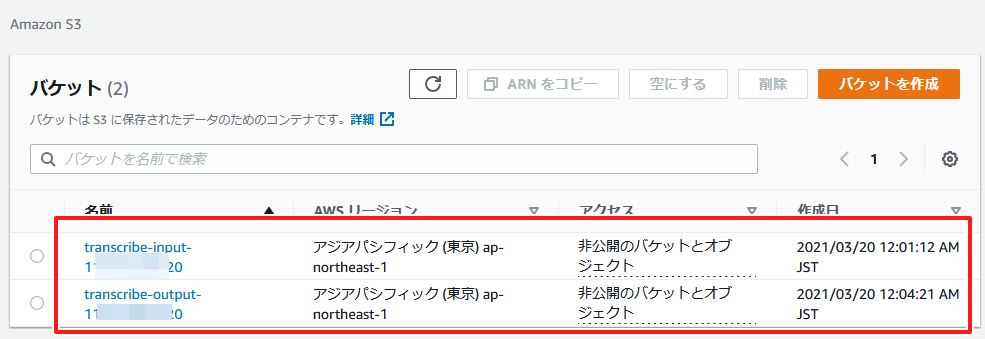 Amazon S3
バケット (2)
ARN をコピー
空にする
削除
バケットを作成
バケットは S3 に保存されたデータのためのコンテナです。詳細
バケットを名前で検索
1
名前
AWS リージョン
アクセス
作成日
transcribe-input-
11
20
アジアパシフィック (東京) ap-
northeast-1
非公開のバケットとオブ
ジェクト
2021/03/20 12:01:12 AM
JST
transcribe-output-
11
20
アジアパシフィック (東京) ap-
northeast-1
非公開のバケットとオブ
ジェクト
2021/03/20 12:04:21 AM
JST